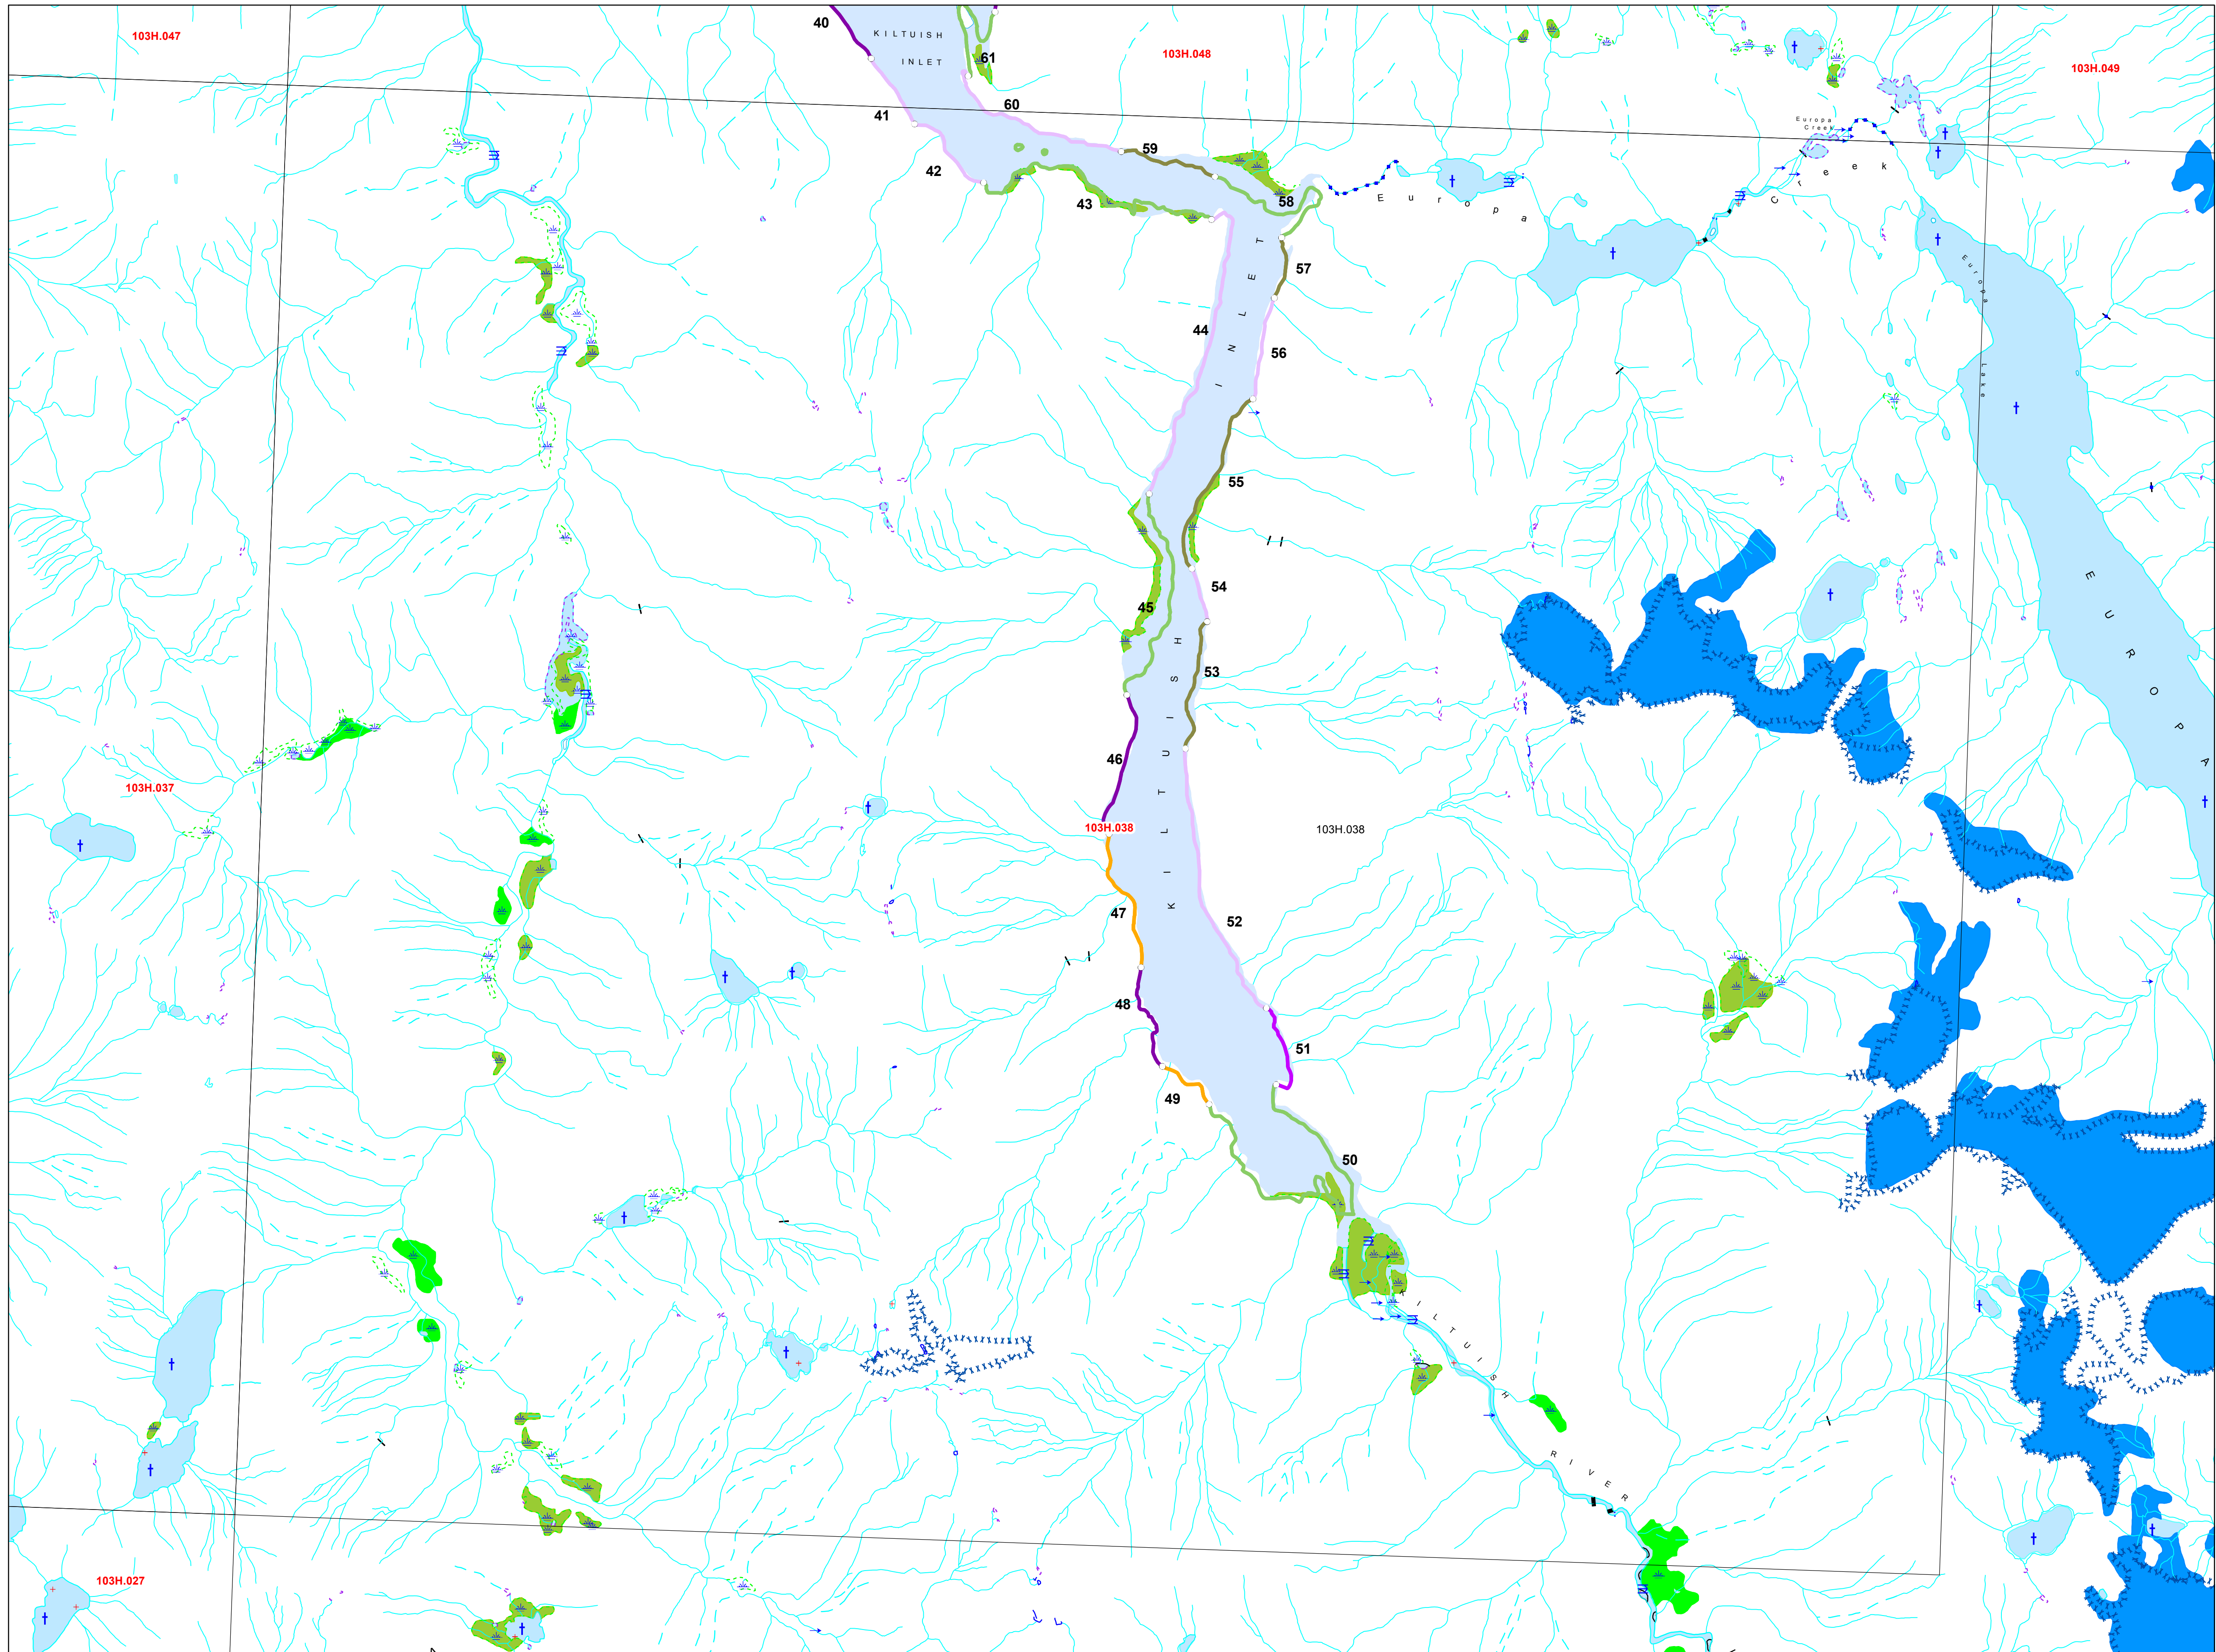 40
KILTUISH
INLET
61
103H.047
103H.048
103H.049
60
41
Europa
Creek
59
42
43
58
Europa
Creek
57
INLET
44
56
Europa
Lake
55
54
45
53
KILTUISH
EUROPA
46
103H.037
103H.038
103H.038
47
52
48
51
49
50
KILTUISH
RIVER
103H.027